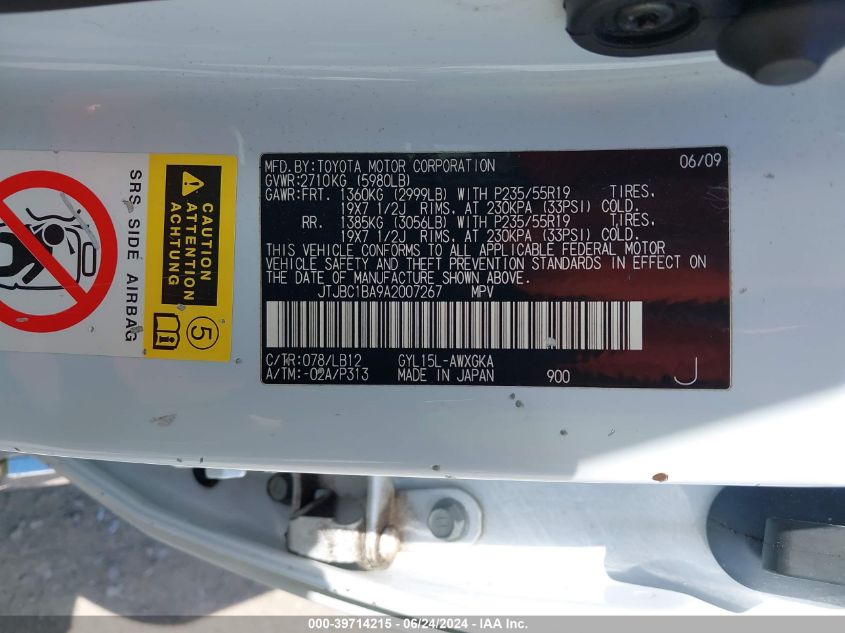 SRS SIDE AIRBAG
CAUTION
ATTENTION
ACHTUNG
5
MFD. BY: TOYOTA MOTOR CORPORATION 06/09
GVWR: 2710KG (5980LB)
GAWR: FRT. 1360KG (2999LB) WITH P235/55R19 TIRES.
19X7 1/2J RIMS. AT 230KPA (33PSI) COLD.
RR. 1385KG (3056LB) WITH P235/55R19 TIRES.
19X7 1/2J RIMS. AT 230KPA (33PSI) COLD.
THIS VEHICLE CONFORMS TO ALL APPLICABLE FEDERAL MOTOR
VEHICLE SAFETY AND THEFT PREVENTION STANDARDS IN EFFECT ON
THE DATE OF MANUFACTURE SHOWN ABOVE.
JTJBC1BA9A2007267 MPV
C/TR: 078/LB12 GYL15L-AWXGKA
A/TM: -02A/P313 MADE IN JAPAN 900 J
000-39714215 - 06/24/2024 - IAAI.com